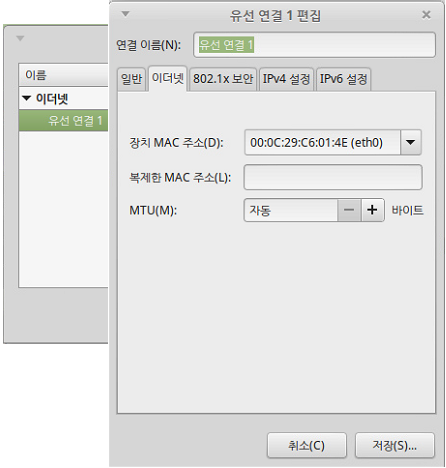 유선 연결 1 편집
연결 이름(N): 유선 연결 1
이름
이더넷
유선 연결 1
일반 이더넷 802.1x 보안 IPv4 설정 IPv6 설정
장치 MAC 주소(D): 00:0C:29:C6:01:4E (eth0)
복제한 MAC 주소(L):
MTU(M): 자동 − + 바이트
취소(C) 저장(S)...